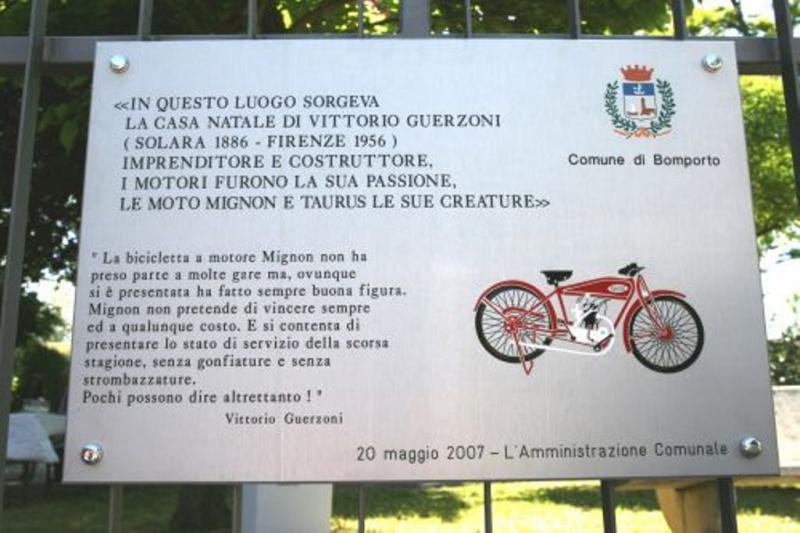 «IN QUESTO LUOGO SORGEVA
LA CASA NATALE DI VITTORIO GUERZONI
( SOLARA 1886 - FIRENZE 1956 )
IMPRENDITORE E COSTRUTTORE,
I MOTORI FURONO LA SUA PASSIONE,
LE MOTO MIGNON E TAURUS LE SUE CREATURE»
Comune di Bomporto
" La bicicletta a motore Mignon non ha
preso parte a molte gare ma, ovunque
si è presentata ha fatto sempre buona figura.
Mignon non pretende di vincere sempre
ed a qualunque costo. E si contenta di
presentare lo stato di servizio della scorsa
stagione, senza gonfiature e senza
strombazzature.
Pochi possono dire altrettanto ! "
Vittorio Guerzoni
20 maggio 2007 – L'Amministrazione Comunale